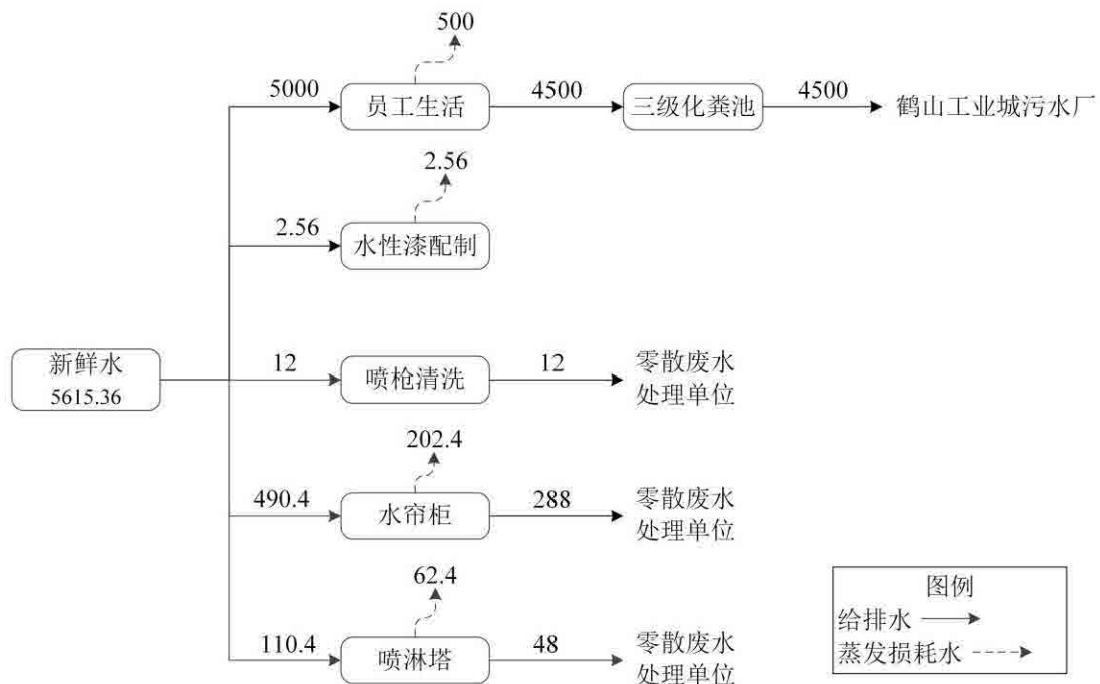 500
5000
员工生活
4500
三级化粪池
4500
鹤山工业城污水厂
2.56
2.56
水性漆配制
新鲜水
5615.36
12
喷枪清洗
12
零散废水
处理单位
202.4
490.4
水帘柜
288
零散废水
处理单位
62.4
110.4
喷淋塔
48
零散废水
处理单位
图例
给排水
蒸发损耗水